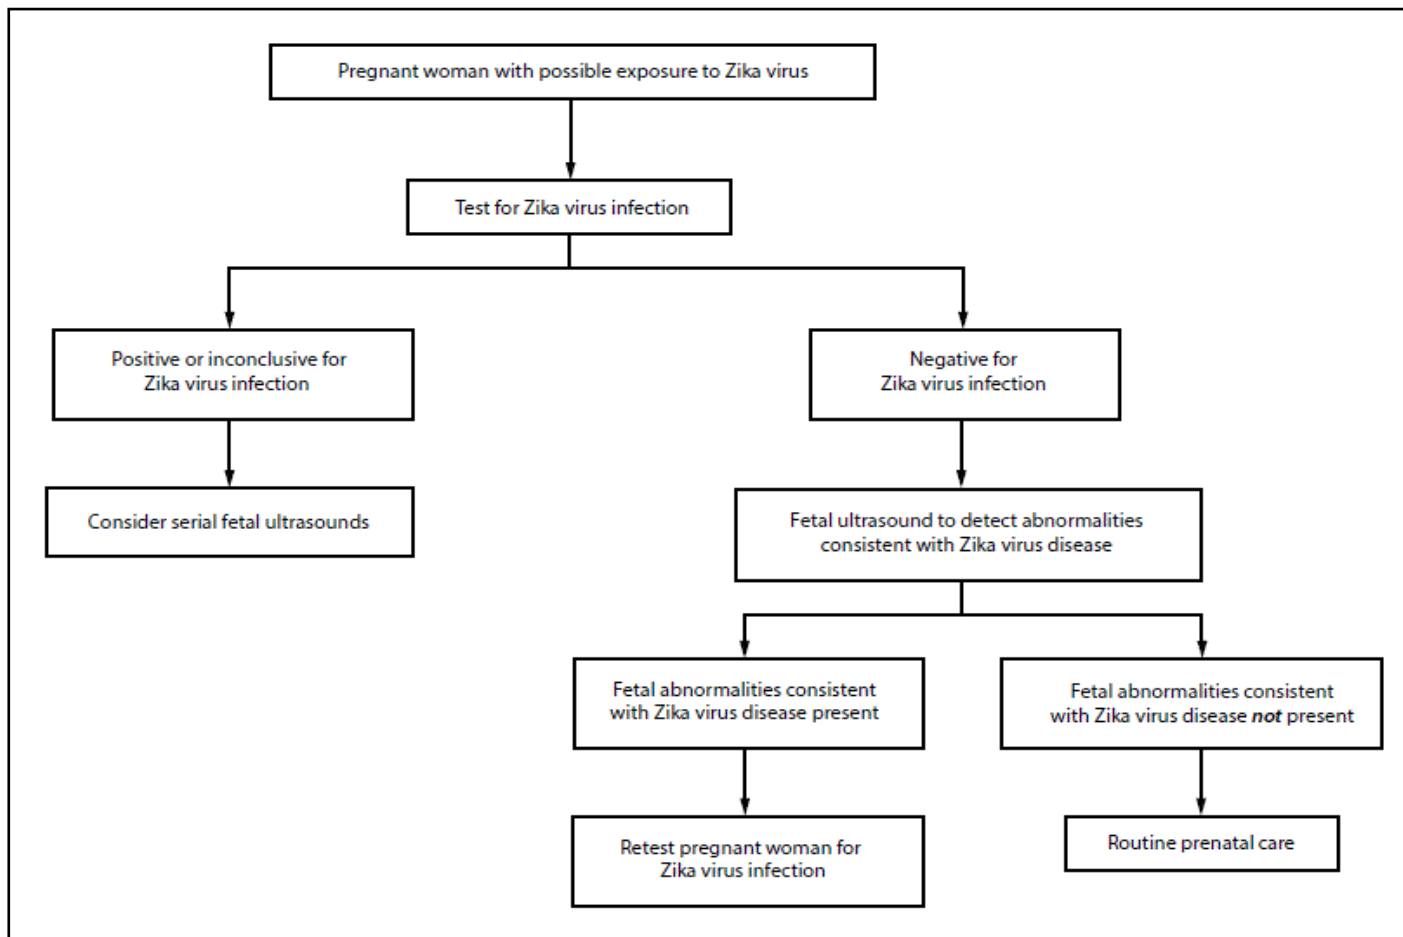 Pregnant woman with possible exposure to Zika virus
Test for Zika virus infection
Positive or inconclusive for
Zika virus infection
Negative for
Zika virus infection
Consider serial fetal ultrasounds
Fetal ultrasound to detect abnormalities
consistent with Zika virus disease
Fetal abnormalities consistent
with Zika virus disease present
Fetal abnormalities consistent
with Zika virus disease not present
Retest pregnant woman for
Zika virus infection
Routine prenatal care